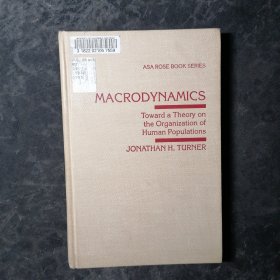 ASA ROSE BOOK SERIES
MACRODYNAMICS
Toward a Theory on
the Organization of
Human Populations
JONATHAN H. TURNER